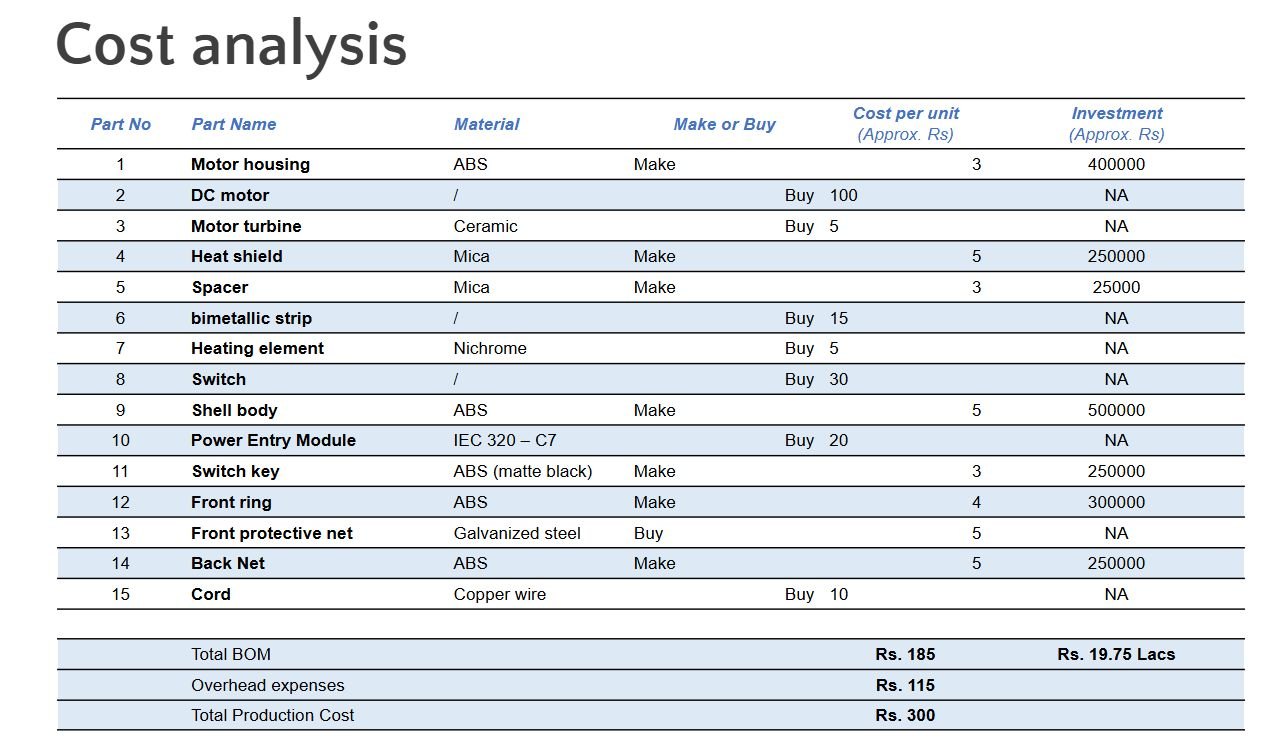 Cost analysis
Part No Part Name Material Make or Buy Cost per unit (Approx. Rs) Investment (Approx. Rs)
1 Motor housing ABS Make 3 400000
2 DC motor / Buy 100 NA
3 Motor turbine Ceramic Buy 5 NA
4 Heat shield Mica Make 5 250000
5 Spacer Mica Make 3 25000
6 bimetallic strip / Buy 15 NA
7 Heating element Nichrome Buy 5 NA
8 Switch / Buy 30 NA
9 Shell body ABS Make 5 500000
10 Power Entry Module IEC 320 – C7 Buy 20 NA
11 Switch key ABS (matte black) Make 3 250000
12 Front ring ABS Make 4 300000
13 Front protective net Galvanized steel Buy 5 NA
14 Back Net ABS Make 5 250000
15 Cord Copper wire Buy 10 NA
Total BOM Rs. 185 Rs. 19.75 Lacs
Overhead expenses Rs. 115
Total Production Cost Rs. 300